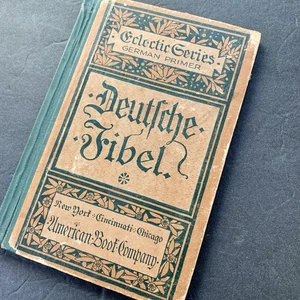 Eclectic Series
GERMAN PRIMER
Deutsche
Fibel.
New York · Cincinnati · Chicago
American · Book · Company ·